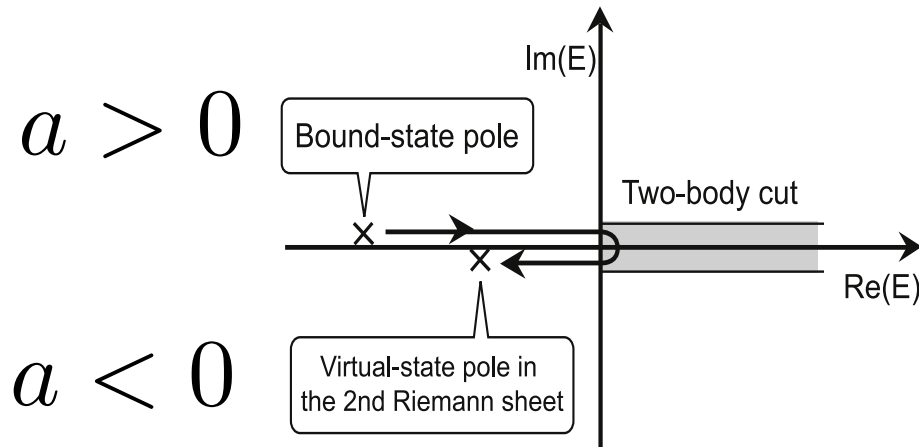 Im(E)
a > 0
Bound-state pole
Two-body cut
Re(E)
a < 0
Virtual-state pole in
the 2nd Riemann sheet